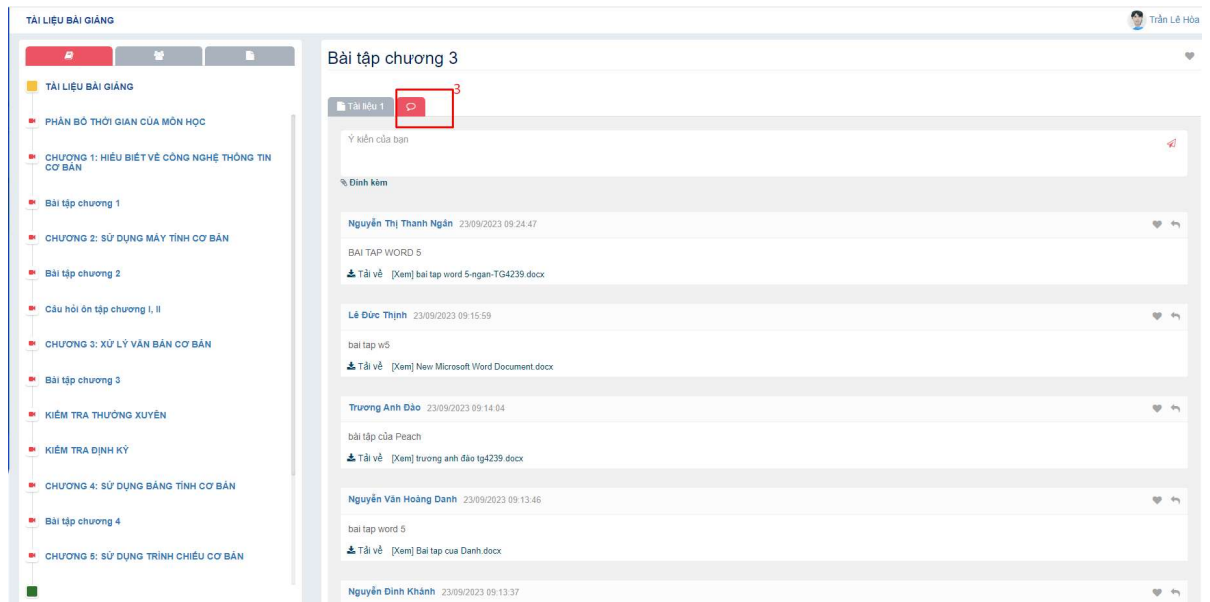 TÀI LIỆU BÀI GIẢNG
Trần Lê Hòa
TÀI LIỆU BÀI GIẢNG
PHÂN BỐ THỜI GIAN CỦA MÔN HỌC
CHƯƠNG 1: HIỂU BIẾT VỀ CÔNG NGHỆ THÔNG TIN
CƠ BẢN
Bài tập chương 1
CHƯƠNG 2: SỬ DỤNG MÁY TÍNH CƠ BẢN
Bài tập chương 2
Câu hỏi ôn tập chương I, II
CHƯƠNG 3: XỬ LÝ VĂN BẢN CƠ BẢN
Bài tập chương 3
KIỂM TRA THƯỜNG XUYÊN
KIỂM TRA ĐỊNH KỲ
CHƯƠNG 4: SỬ DỤNG BẢNG TÍNH CƠ BẢN
Bài tập chương 4
CHƯƠNG 5: SỬ DỤNG TRÌNH CHIẾU CƠ BẢN
Bài tập chương 3
3
Tài liệu 1
Ý kiến của bạn
Đính kèm
Nguyễn Thị Thanh Ngân 23/09/2023 09:24:47
BAI TAP WORD 5
Tải về [Xem] bai tap word 5-ngan-TG4239.docx
Lê Đức Thịnh 23/09/2023 09:15:59
bai tap w5
Tải về [Xem] New Microsoft Word Document.docx
Trương Anh Đào 23/09/2023 09:14:04
bài tập của Peach
Tải về [Xem] trương anh đào tg4239.docx
Nguyễn Văn Hoàng Danh 23/09/2023 09:13:46
bai tap word 5
Tải về [Xem] Bai tap cua Danh.docx
Nguyễn Đình Khánh 23/09/2023 09:13:37